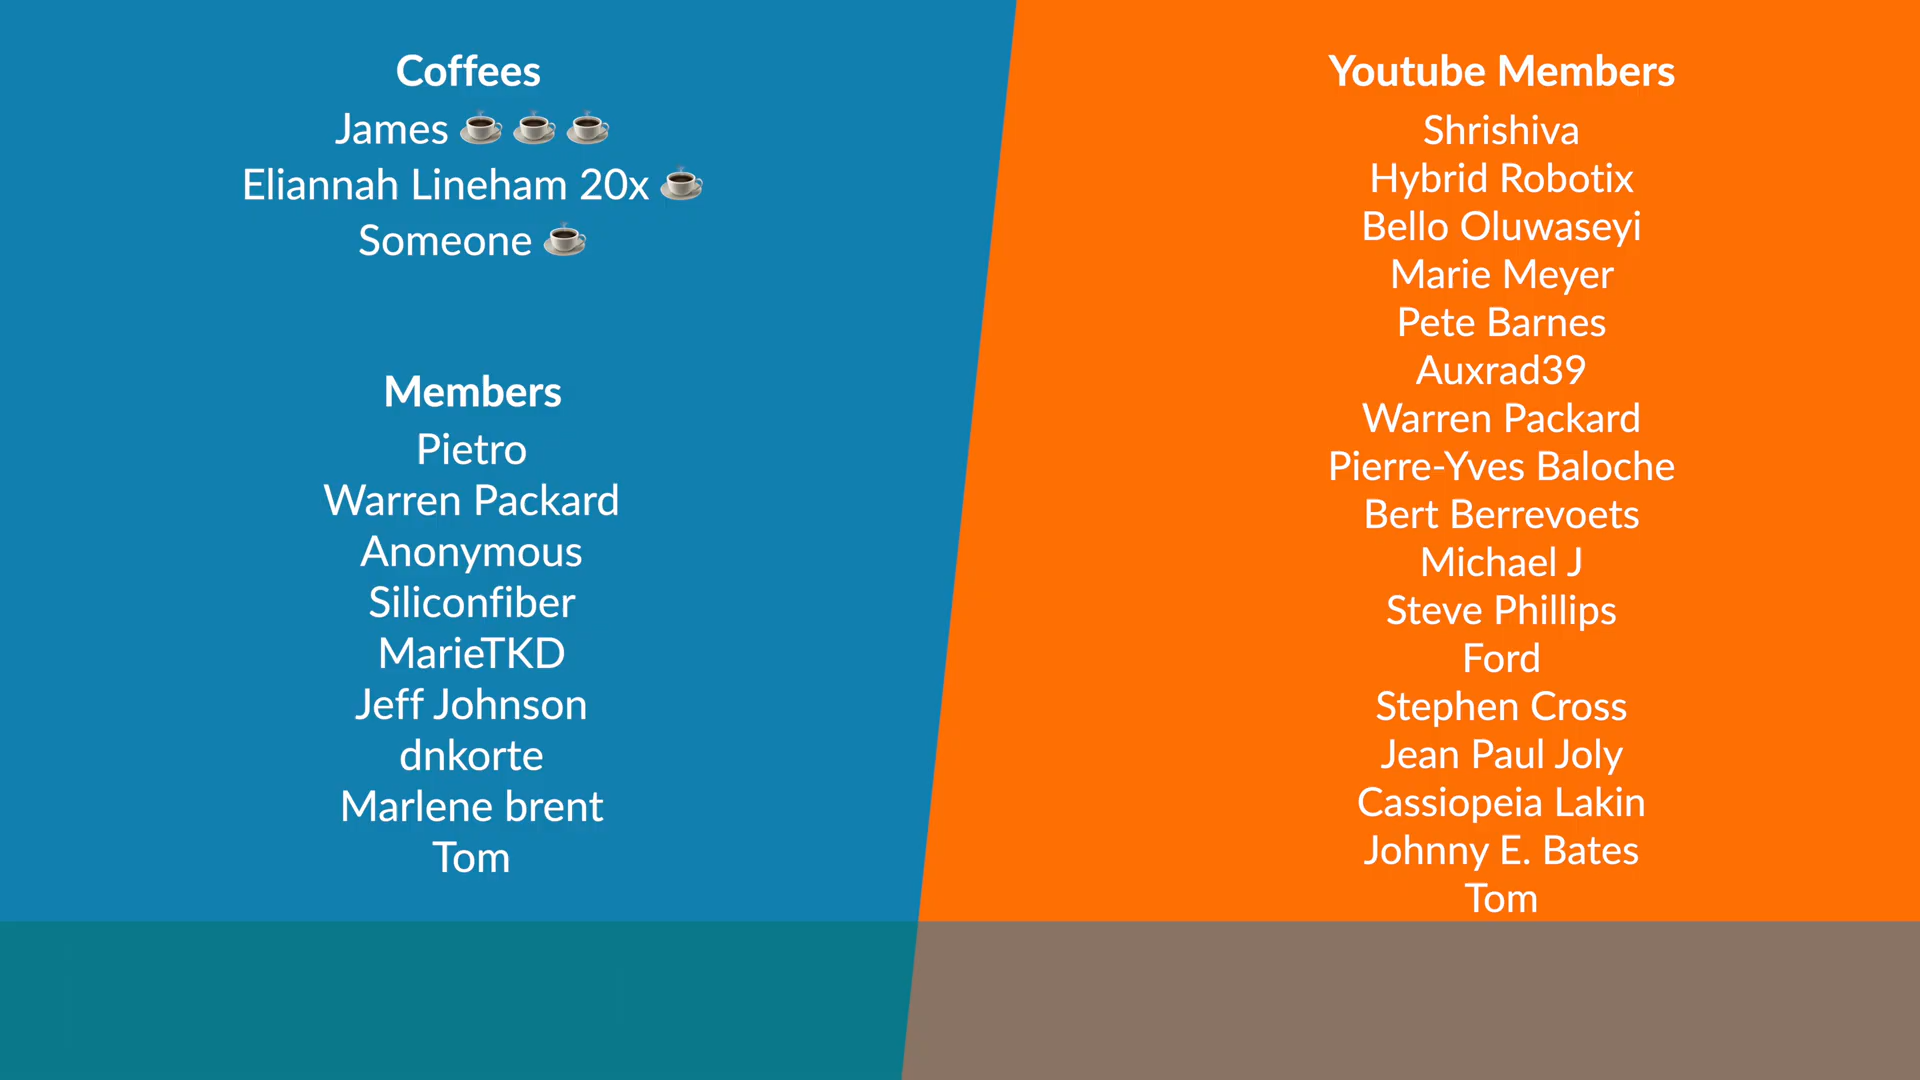 Coffees
James ☕ ☕ ☕
Eliannah Lineham 20x ☕
Someone ☕
Members
Pietro
Warren Packard
Anonymous
Siliconfiber
MarieTKD
Jeff Johnson
dnkorte
Marlene brent
Tom
Youtube Members
Shrishiva
Hybrid Robotix
Bello Oluwaseyi
Marie Meyer
Pete Barnes
Auxrad39
Warren Packard
Pierre-Yves Baloche
Bert Berrevoets
Michael J
Steve Phillips
Ford
Stephen Cross
Jean Paul Joly
Cassiopeia Lakin
Johnny E. Bates
Tom